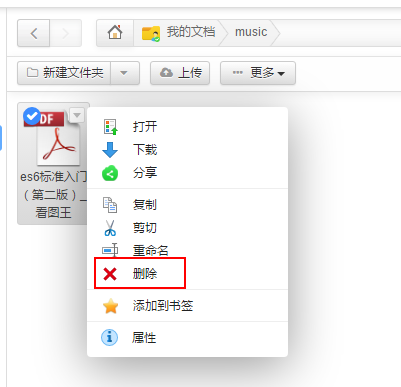 我的文档 music
新建文件夹 上传 更多
PDF
es6标准入门
（第二版）_
看图王
打开
下载
分享
复制
剪切
重命名
删除
添加到书签
属性